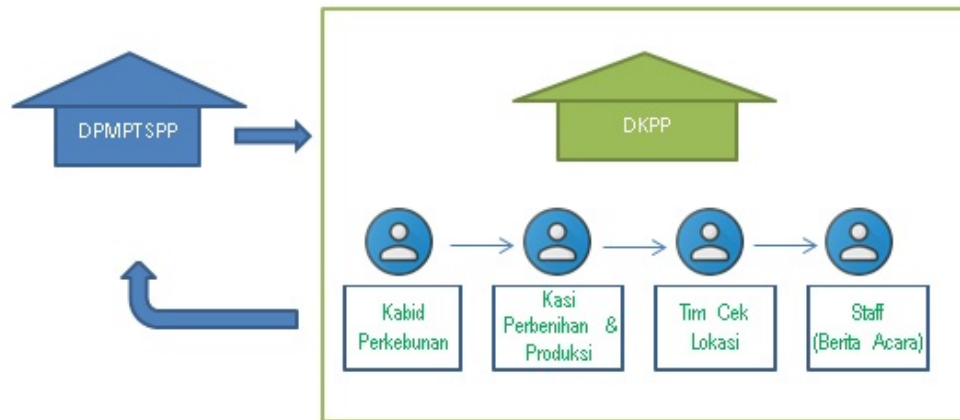 DPMPTSPP
DKPP
Kabid
Perkebunan
Kasi
Perbenihan &
Produksi
Tim Cek
Lokasi
Staff
(Berita Acara)